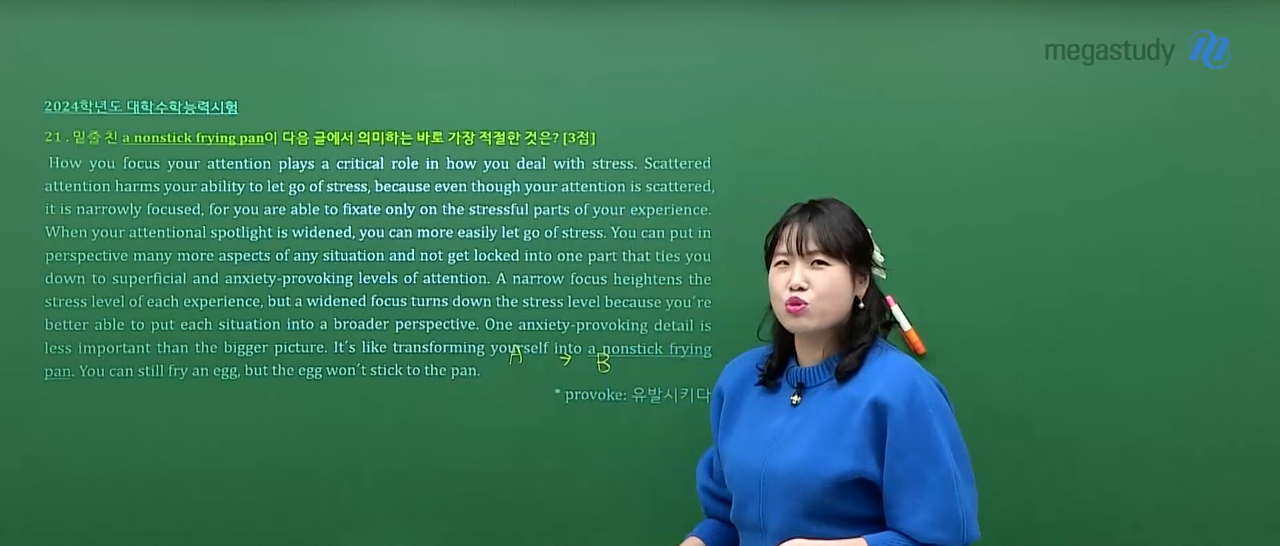 megastudy
2024학년도 대학수학능력시험
21. 밑줄 친 a nonstick frying pan이 다음 글에서 의미하는 바로 가장 적절한 것은? [3점]
How you focus your attention plays a critical role in how you deal with stress. Scattered
attention harms your ability to let go of stress, because even though your attention is scattered,
it is narrowly focused, for you are able to fixate only on the stressful parts of your experience.
When your attentional spotlight is widened, you can more easily let go of stress. You can put in
perspective many more aspects of any situation and not get locked into one part that ties you
down to superficial and anxiety-provoking levels of attention. A narrow focus heightens the
stress level of each experience, but a widened focus turns down the stress level because you're
better able to put each situation into a broader perspective. One anxiety-provoking detail is
less important than the bigger picture. It's like transforming yourself into a nonstick frying
A → B
pan. You can still fry an egg, but the egg won't stick to the pan.
* provoke: 유발시키다